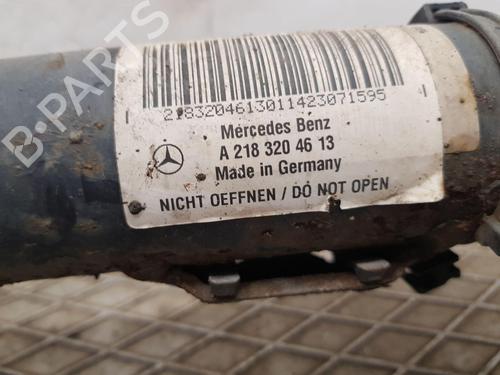 2183204613011423071595
Mercedes Benz
A 218 320 46 13
Made in Germany
NICHT OEFFNEN / DO NOT OPEN
B-PARTS